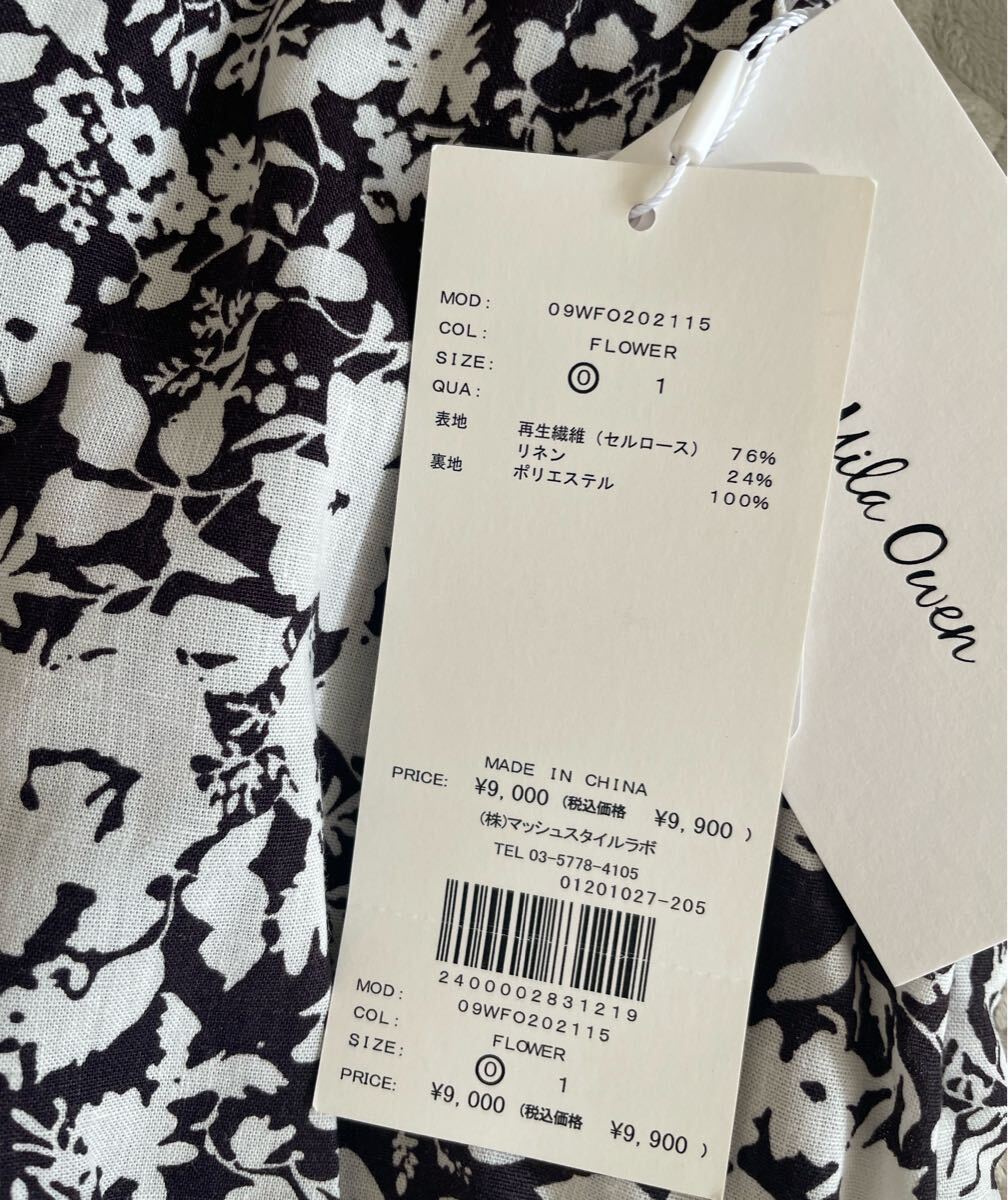 MOD: 09WFO202115
COL: FLOWER
SIZE: 0 1
QUA:
表地 再生繊維(セルロース) 76%
リネン 24%
裏地 ポリエステル 100%
MADE IN CHINA
PRICE: ¥9,000 (税込価格 ¥9,900)
(株)マッシュスタイルラボ
TEL 03-5778-4105
01201027-205
2400002831219
MOD: 09WFO202115
COL: FLOWER
SIZE: 0 1
PRICE: ¥9,000 (税込価格 ¥9,900)
Mila Owen